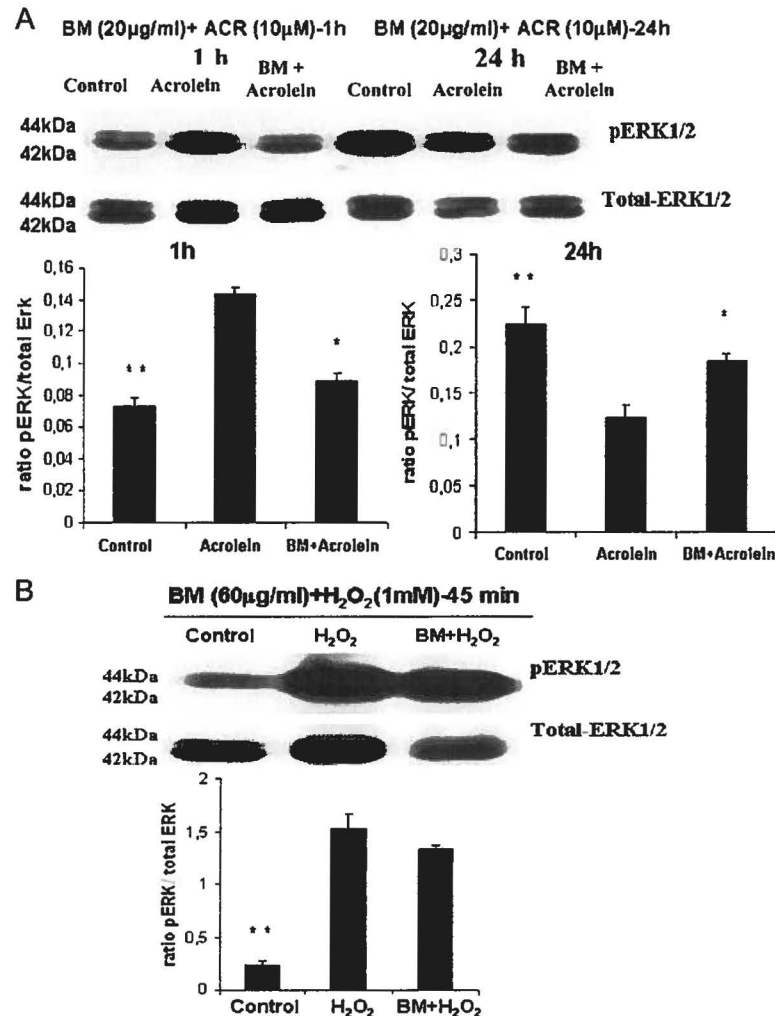 A
BM (20µg/ml)+ ACR (10µM)-1h BM (20µg/ml)+ ACR (10µM)-24h
1 h 24 h
Control Acrolein BM + Acrolein Control Acrolein BM + Acrolein
44kDa
42kDa
pERK1/2
44kDa
42kDa
Total-ERK1/2
1h
ratio pERK/total Erk
0,16
0,14
0,12
0,1
0,08
0,06
0,04
0,02
0
* *
*
Control Acrolein BM+Acrolein
24h
ratio pERK/ total ERK
0,3
0,25
0,2
0,15
0,1
0,05
0
* *
*
Control Acrolein BM+Acrolein
B
BM (60µg/ml)+H₂O₂(1mM)-45 min
Control H₂O₂ BM+H₂O₂
44kDa
42kDa
pERK1/2
44kDa
42kDa
Total-ERK1/2
ratio pERK/ total ERK
2
1,5
1
0,5
0
* *
Control H₂O₂ BM+H₂O₂